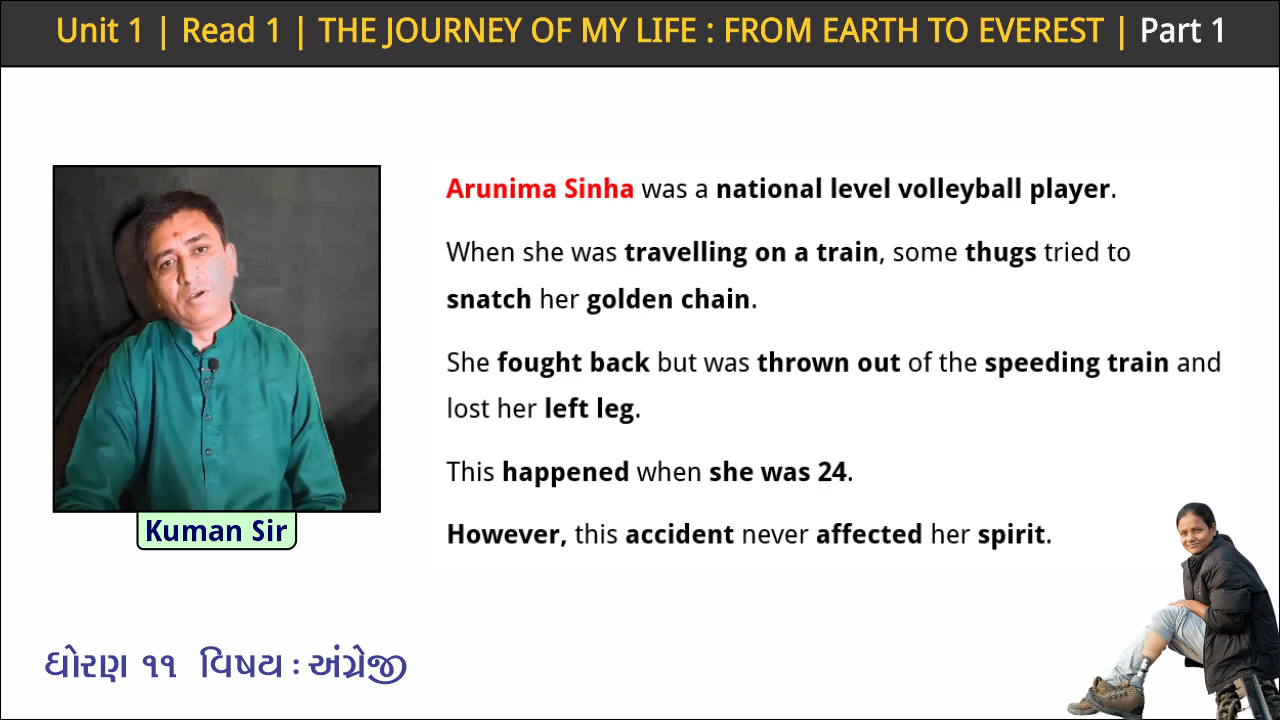 Unit 1 | Read 1 | THE JOURNEY OF MY LIFE : FROM EARTH TO EVEREST | Part 1
Arunima Sinha was a national level volleyball player.
When she was travelling on a train, some thugs tried to
snatch her golden chain.
She fought back but was thrown out of the speeding train and
lost her left leg.
This happened when she was 24.
However, this accident never affected her spirit.
Kuman Sir
ધોરણ ૧૧ વિષય : અંગ્રેજી